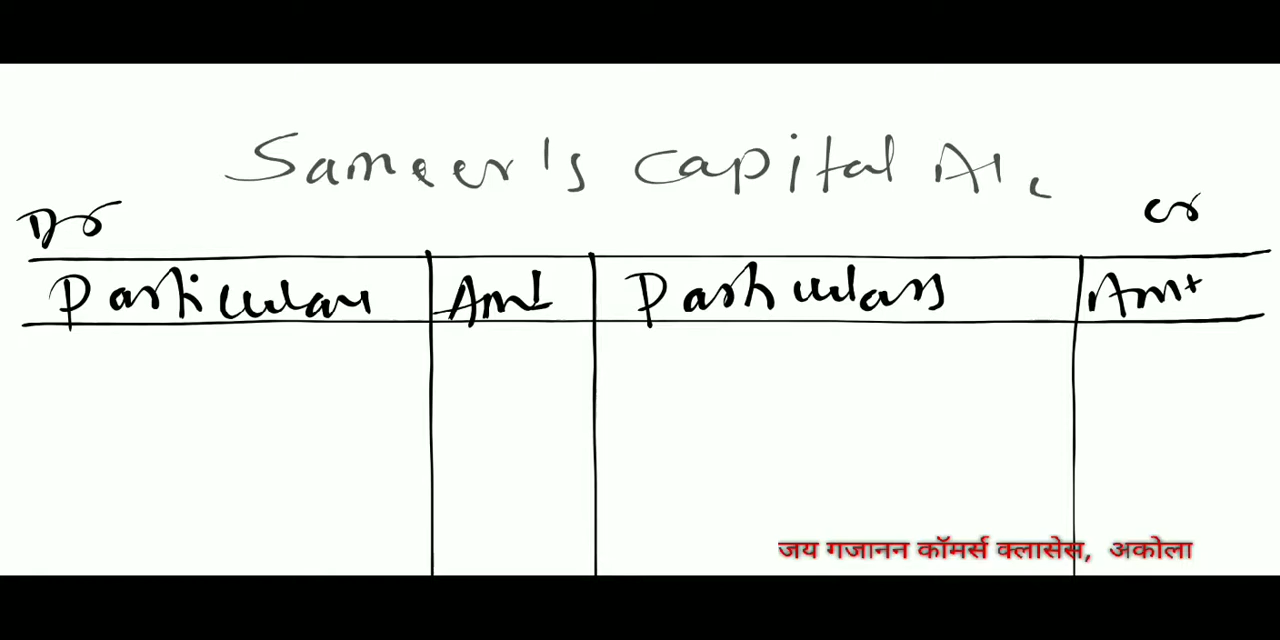 Sameer's Capital A/c
Dr Cr
Particulars Amt Particulars Amt
जय गजानन कॉमर्स क्लासेस, अकोला